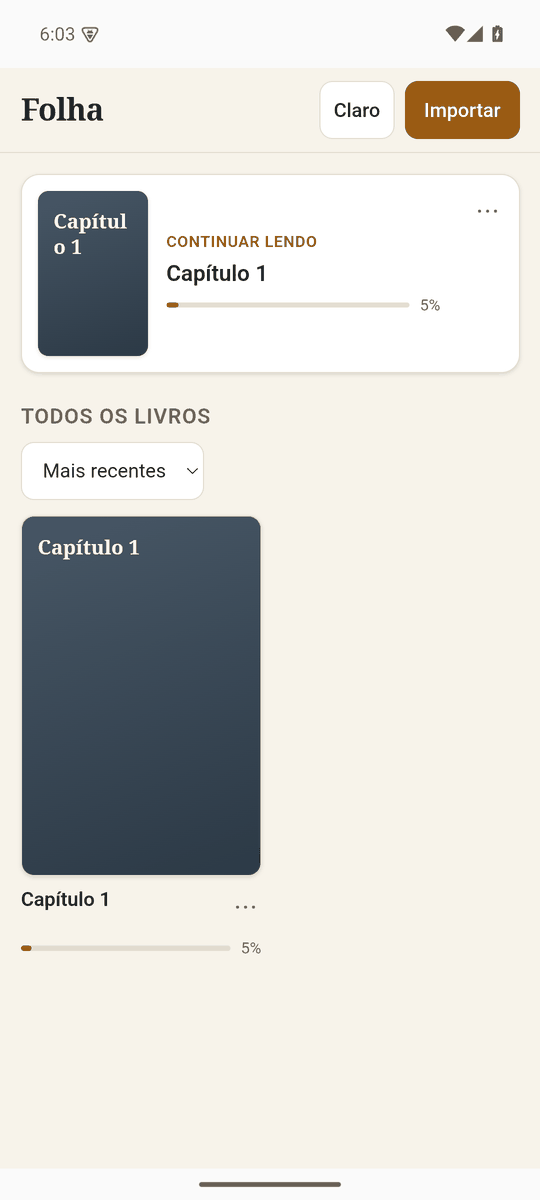 6:03
Folha
Claro
Importar
Capítul
o 1
...
CONTINUAR LENDO
Capítulo 1
5%
TODOS OS LIVROS
Mais recentes
Capítulo 1
Capítulo 1
...
5%